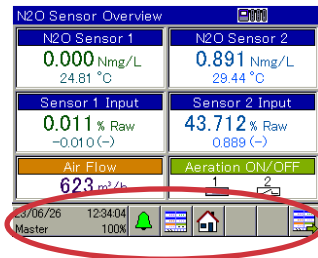 N2O Sensor Overview
N2O Sensor 1
0.000 Nmg/L
24.81 °C
N2O Sensor 2
0.891 Nmg/L
29.44 °C
Sensor 1 Input
0.011 % Raw
-0.010 (-)
Sensor 2 Input
43.712 % Raw
0.889 (-)
Air Flow
623 m³/h
Aeration ON/OFF
1 2
23/06/26 12:34:04
Master 100%